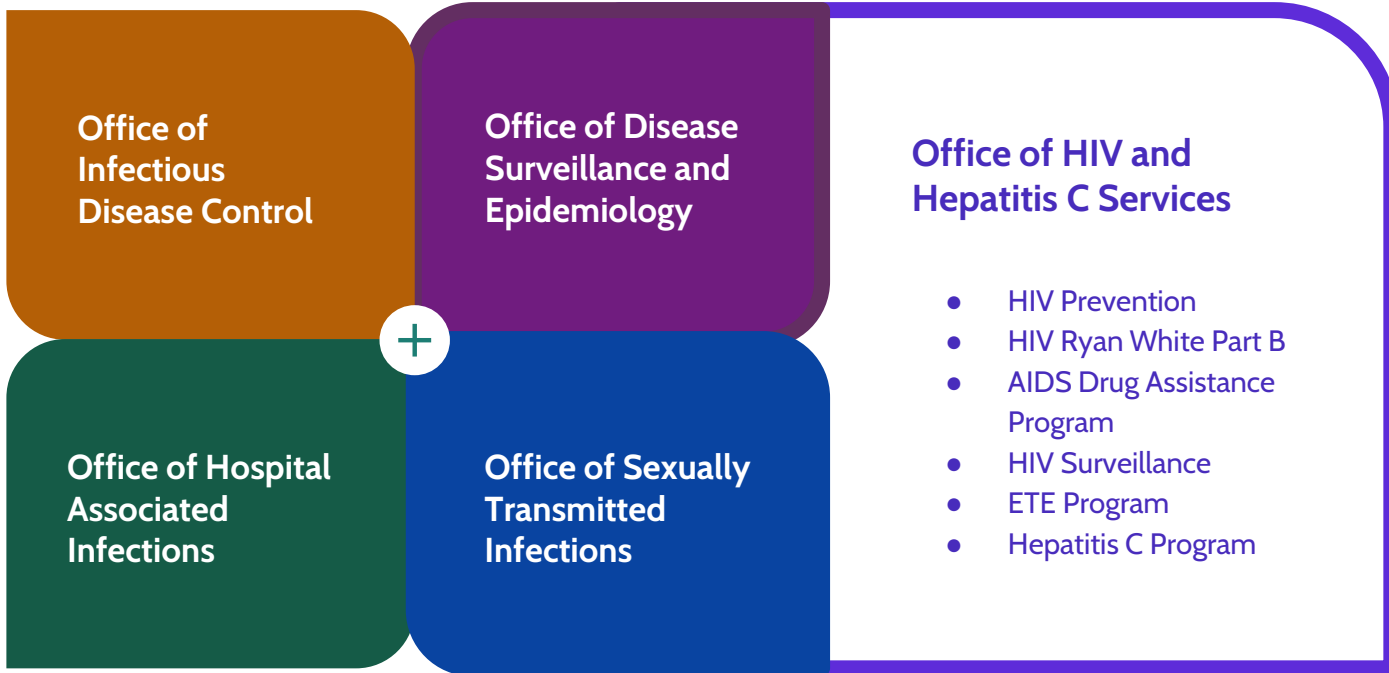 Office of
Infectious
Disease Control
Office of Disease
Surveillance and
Epidemiology
Office of Hospital
Associated
Infections
Office of Sexually
Transmitted
Infections
+
Office of HIV and
Hepatitis C Services
● HIV Prevention
● HIV Ryan White Part B
● AIDS Drug Assistance
Program
● HIV Surveillance
● ETE Program
● Hepatitis C Program